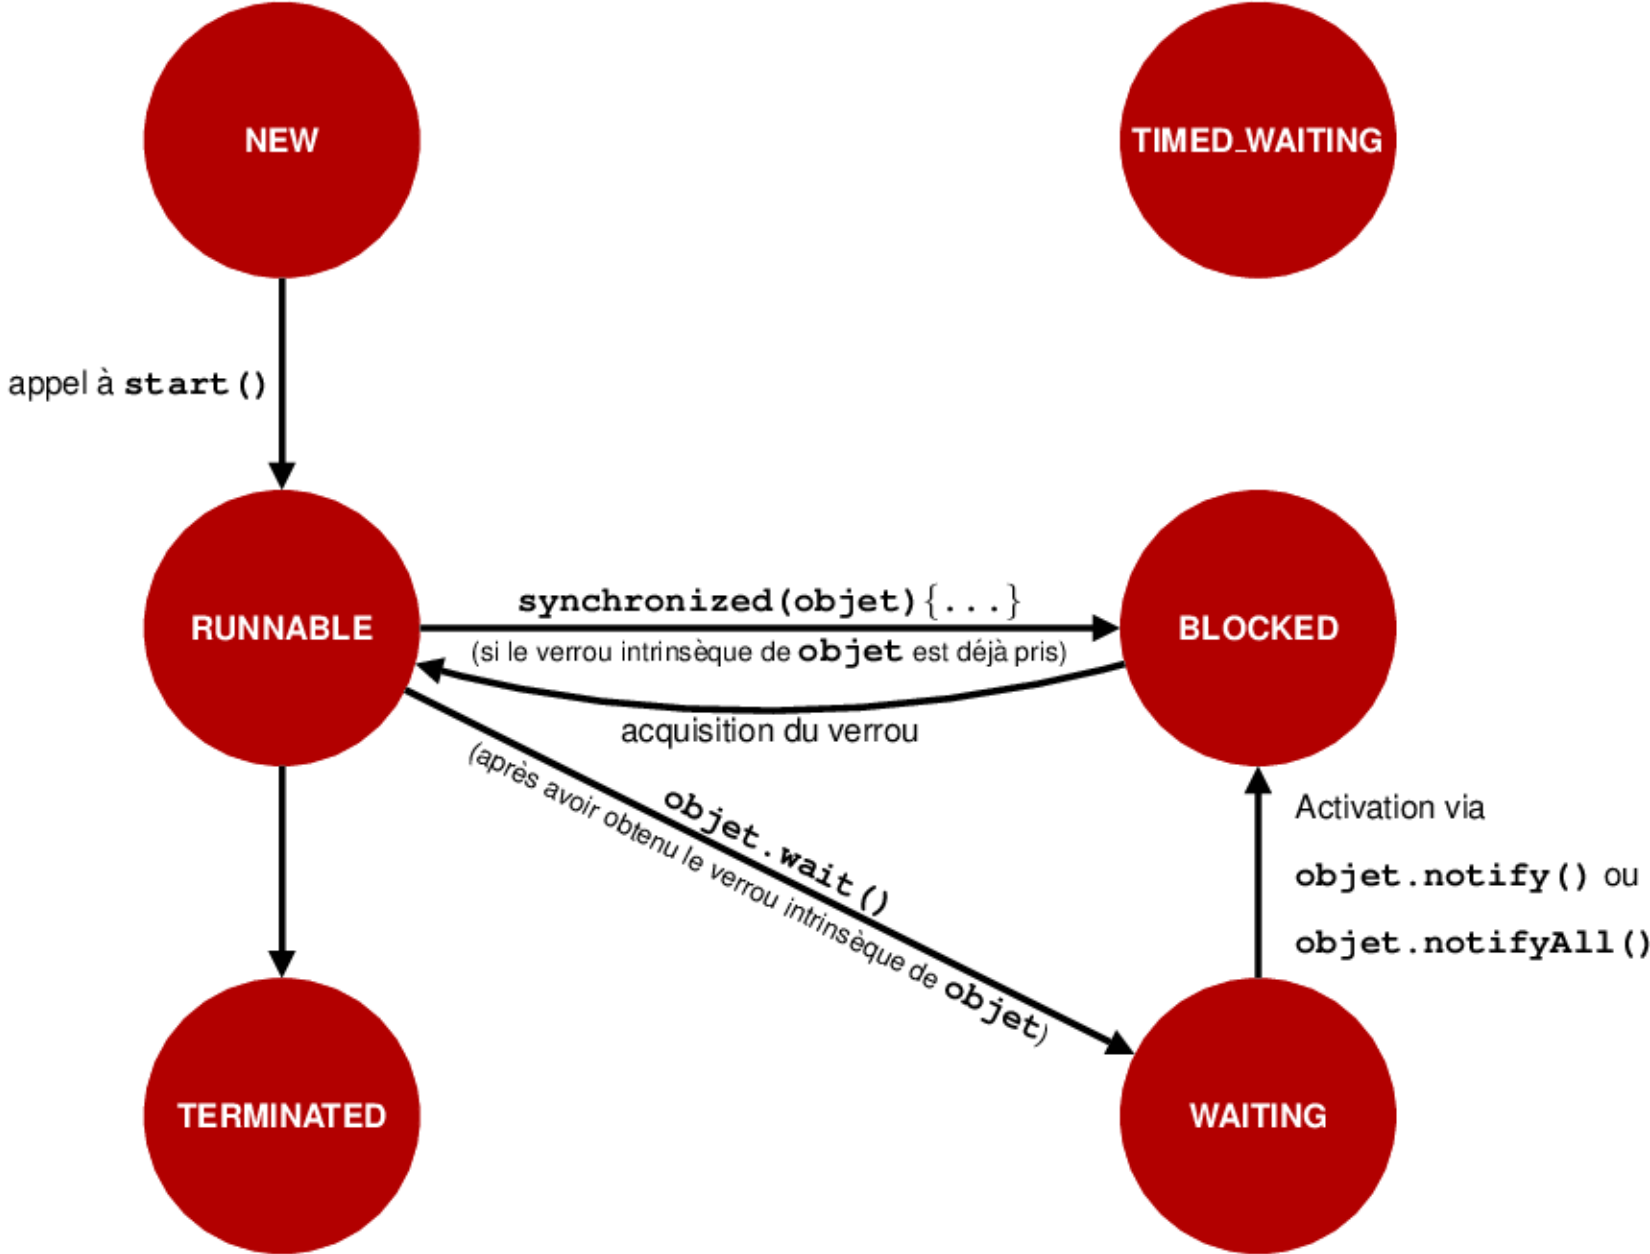 NEW
TIMED_WAITING
appel à start()
RUNNABLE
synchronized(objet){...}
(si le verrou intrinsèque de objet est déjà pris)
BLOCKED
acquisition du verrou
objet.wait()
(après avoir obtenu le verrou intrinsèque de objet)
Activation via
objet.notify() ou
objet.notifyAll()
TERMINATED
WAITING